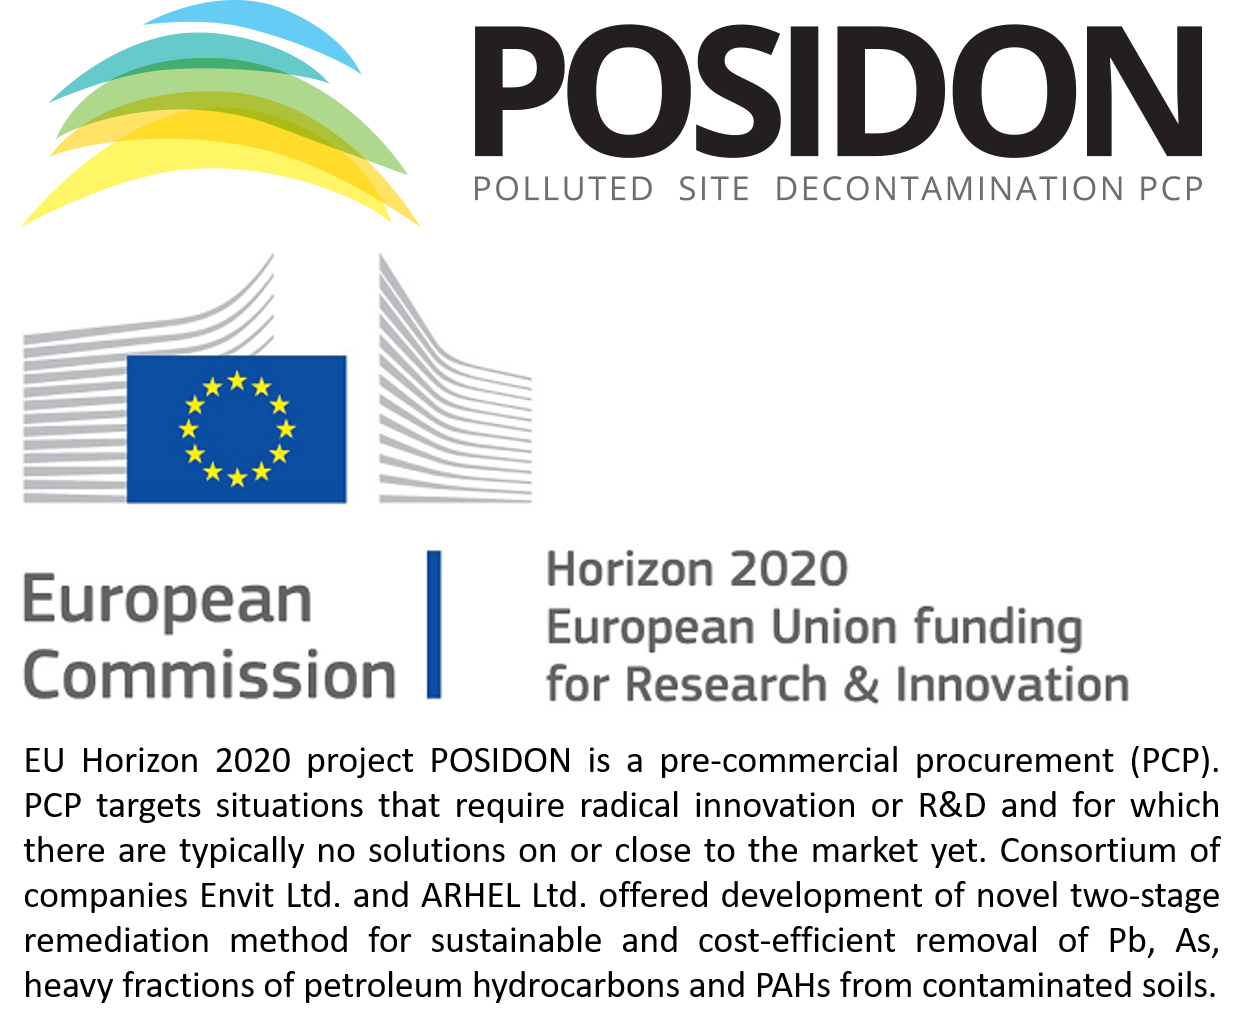 POSIDON
POLLUTED SITE DECONTAMINATION PCP
European
Commission
Horizon 2020
European Union funding
for Research & Innovation
EU Horizon 2020 project POSIDON is a pre-commercial procurement (PCP).
PCP targets situations that require radical innovation or R&D and for which
there are typically no solutions on or close to the market yet. Consortium of
companies Envit Ltd. and ARHEL Ltd. offered development of novel two-stage
remediation method for sustainable and cost-efficient removal of Pb, As,
heavy fractions of petroleum hydrocarbons and PAHs from contaminated soils.